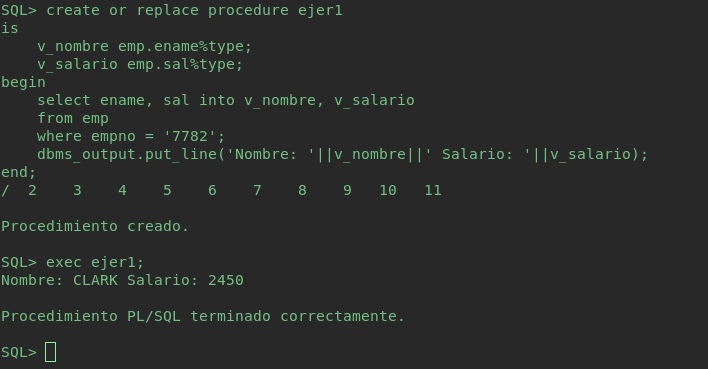 SQL> create or replace procedure ejer1
is
    v_nombre emp.ename%type;
    v_salario emp.sal%type;
begin
    select ename, sal into v_nombre, v_salario
    from emp
    where empno = '7782';
    dbms_output.put_line('Nombre: '||v_nombre||' Salario: '||v_salario);
end;
/  2    3    4    5    6    7    8    9   10   11

Procedimiento creado.

SQL> exec ejer1;
Nombre: CLARK Salario: 2450

Procedimiento PL/SQL terminado correctamente.

SQL>